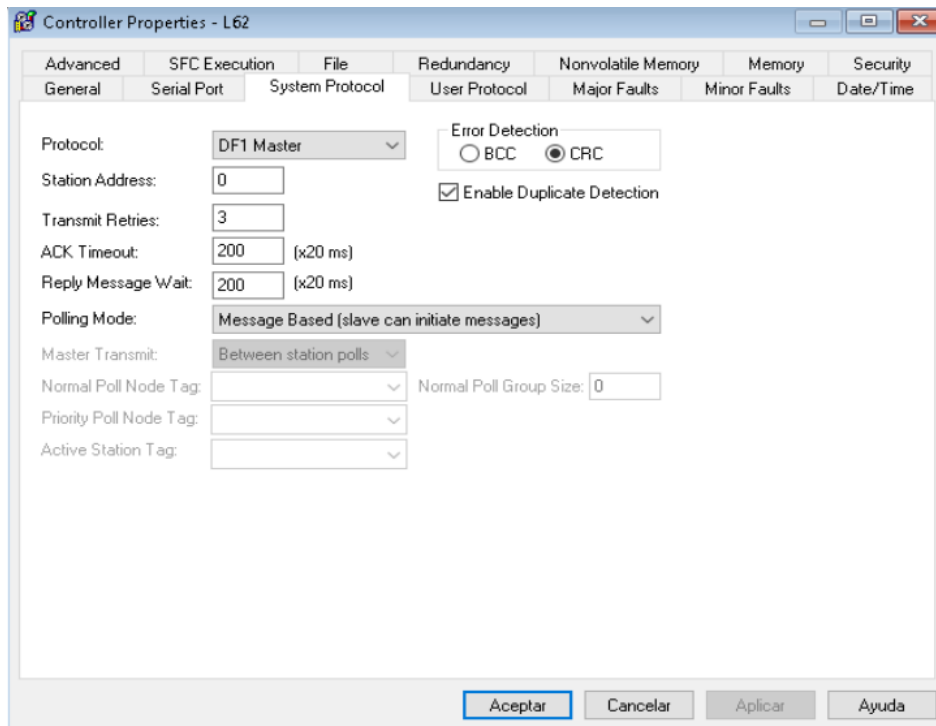 Controller Properties - L62
Advanced SFC Execution File Redundancy Nonvolatile Memory Memory Security
General Serial Port System Protocol User Protocol Major Faults Minor Faults Date/Time
Protocol: DF1 Master
Error Detection
BCC CRC
Station Address: 0
Enable Duplicate Detection
Transmit Retries: 3
ACK Timeout: 200 (x20 ms)
Reply Message Wait: 200 (x20 ms)
Polling Mode: Message Based (slave can initiate messages)
Master Transmit: Between station polls
Normal Poll Node Tag: Normal Poll Group Size: 0
Priority Poll Node Tag:
Active Station Tag:
Aceptar Cancelar Aplicar Ayuda